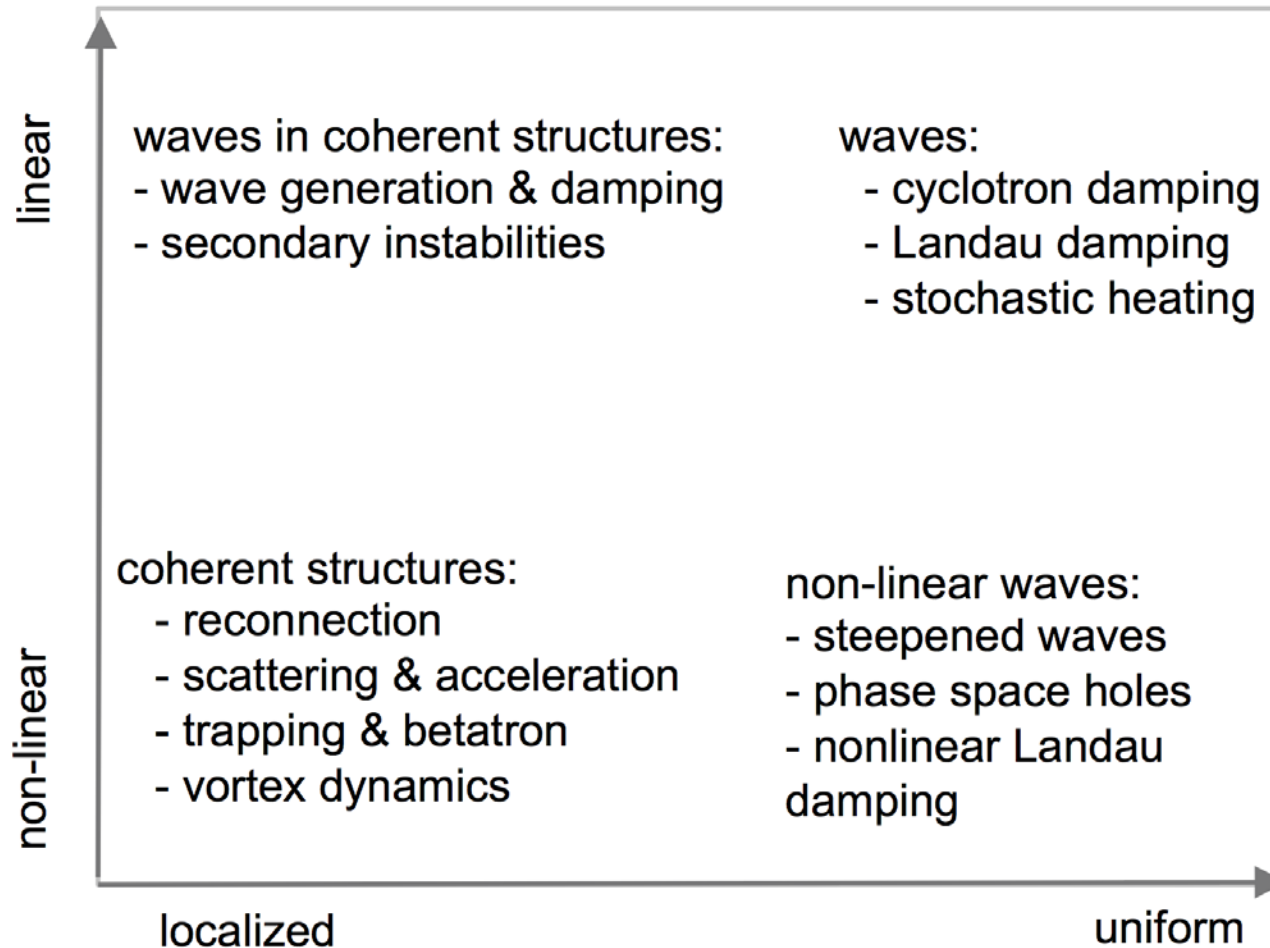 linear
waves in coherent structures:
- wave generation & damping
- secondary instabilities
waves:
- cyclotron damping
- Landau damping
- stochastic heating
non-linear
coherent structures:
- reconnection
- scattering & acceleration
- trapping & betatron
- vortex dynamics
non-linear waves:
- steepened waves
- phase space holes
- nonlinear Landau
damping
localized
uniform